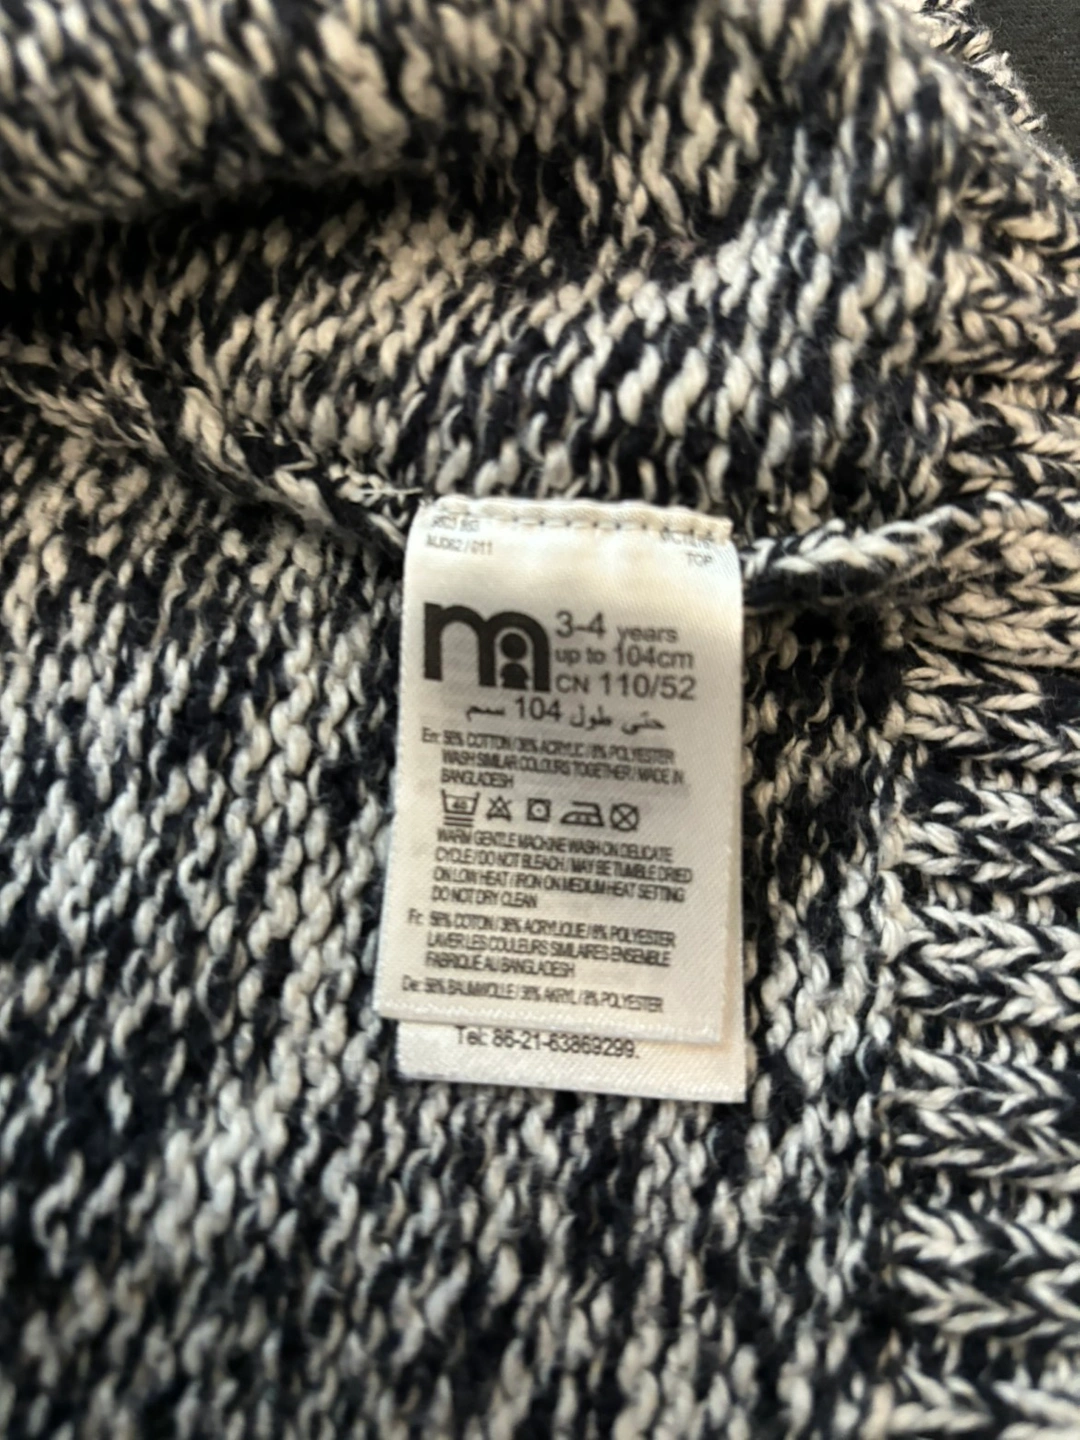 MJ062 / 011
TOP
3-4 years
up to 104cm
CN 110/52
حتى طول 104 سم
En: 56% COTTON / 36% ACRYLIC / 8% POLYESTER
WASH SIMILAR COLOURS TOGETHER / MADE IN
BANGLADESH
40
WARM GENTLE MACHINE WASH ON DELICATE
CYCLE / DO NOT BLEACH / MAY BE TUMBLE DRIED
ON LOW HEAT / IRON ON MEDIUM HEAT SETTING
DO NOT DRY CLEAN
Fr: 56% COTON / 36% ACRYLIQUE / 8% POLYESTER
LAVER LES COULEURS SIMILAIRES ENSEMBLE
FABRIQUE AU BANGLADESH
De: 56% BAUMWOLLE / 36% AKRYL / 8% POLYESTER
Tel: 86-21-63869299.